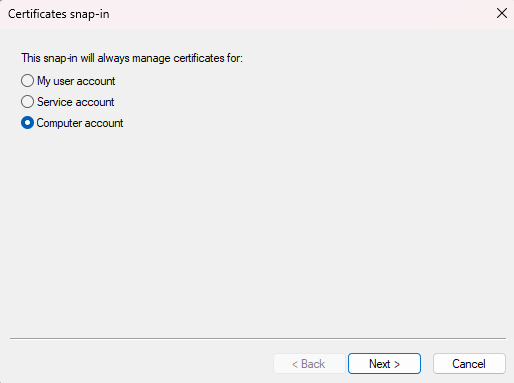 Certificates snap-in
This snap-in will always manage certificates for:
My user account
Service account
Computer account
< Back Next > Cancel